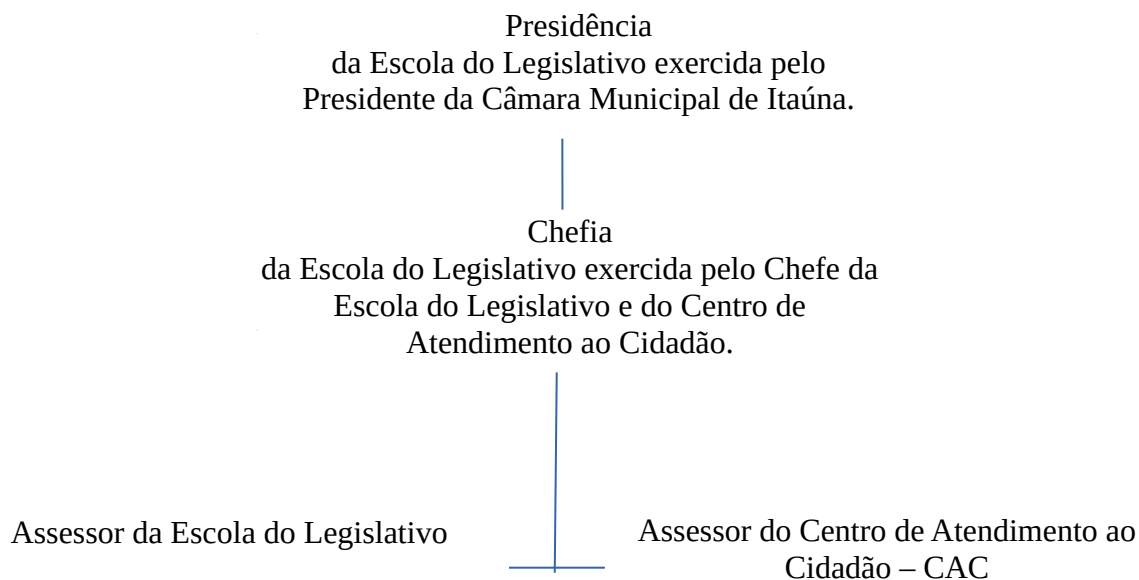 Presidência
da Escola do Legislativo exercida pelo
Presidente da Câmara Municipal de Itaúna.
Chefia
da Escola do Legislativo exercida pelo Chefe da
Escola do Legislativo e do Centro de
Atendimento ao Cidadão.
Assessor da Escola do Legislativo
Assessor do Centro de Atendimento ao
Cidadão – CAC